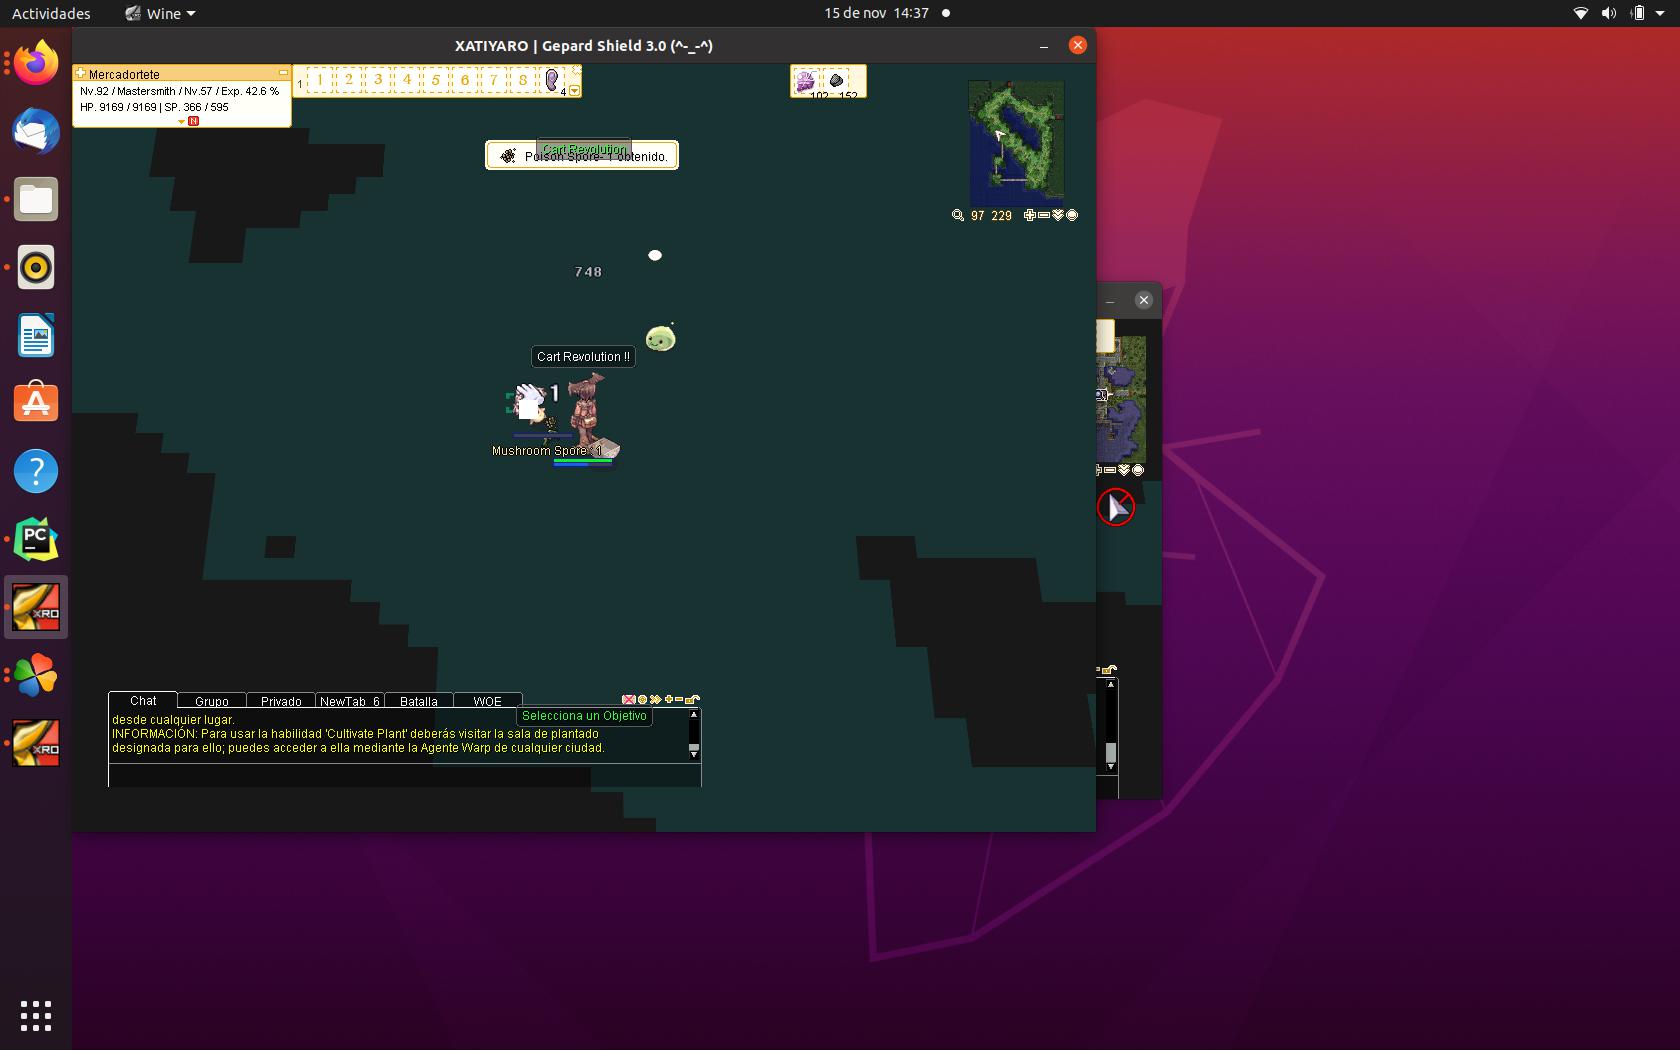 Actividades
Wine
15 de nov 14:37
XATIYARO | Gepard Shield 3.0 (^-_-^)
Mercadortete
Nv.92 / Mastersmith / Nv.57 / Exp. 42.6 %
HP. 9169 / 9169 | SP. 366 / 595
N
1
1 2 3 4 5 6 7 8
4
102 152
Cart Revolution
Poison Spore- 1 obtenido.
97 229
748
Cart Revolution !!
1
Mushroom Spore: 1
PC
XRO
Chat
Grupo
Privado
NewTab 6
Batalla
WOE
Selecciona un Objetivo
desde cualquier lugar.
INFORMACIÓN: Para usar la habilidad 'Cultivate Plant' deberás visitar la sala de plantado
designada para ello; puedes acceder a ella mediante la Agente Warp de cualquier ciudad.
XRO